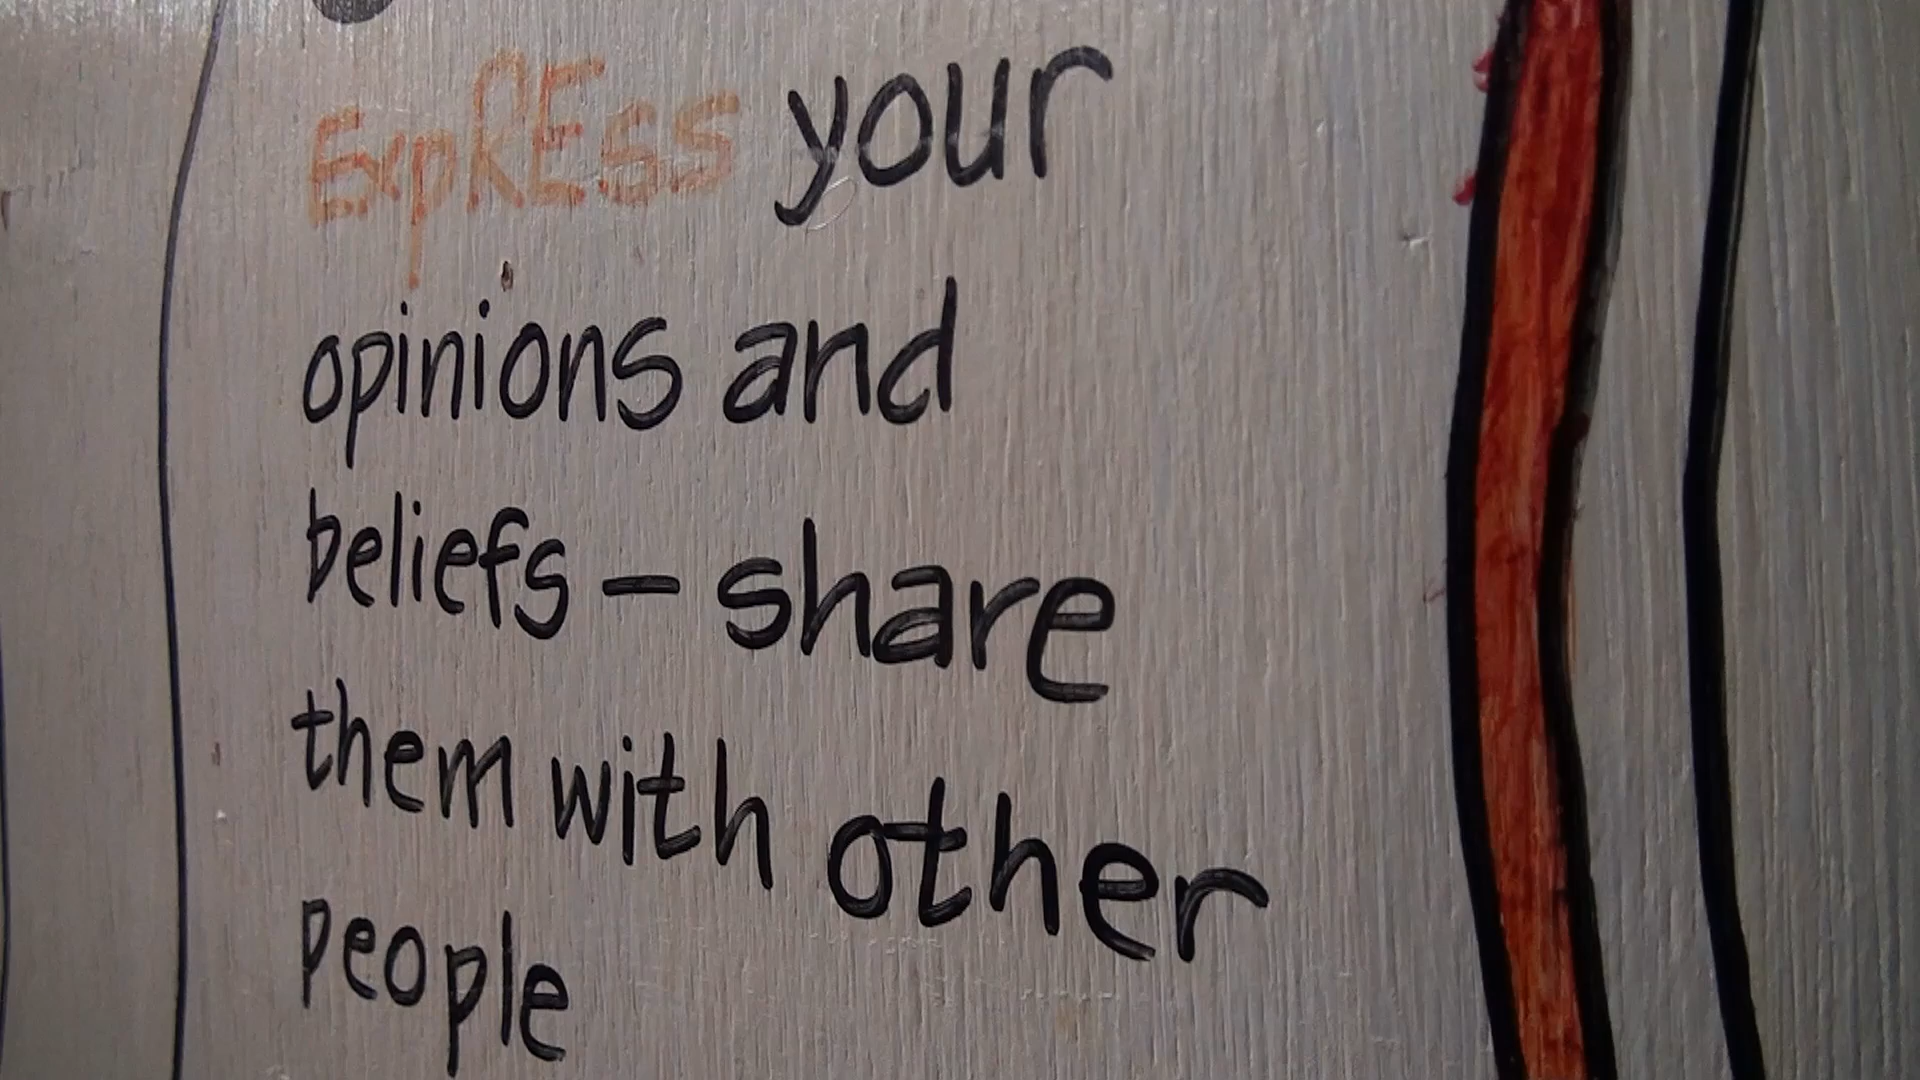 ExpREss your
opinions and
beliefs – share
them with other
people